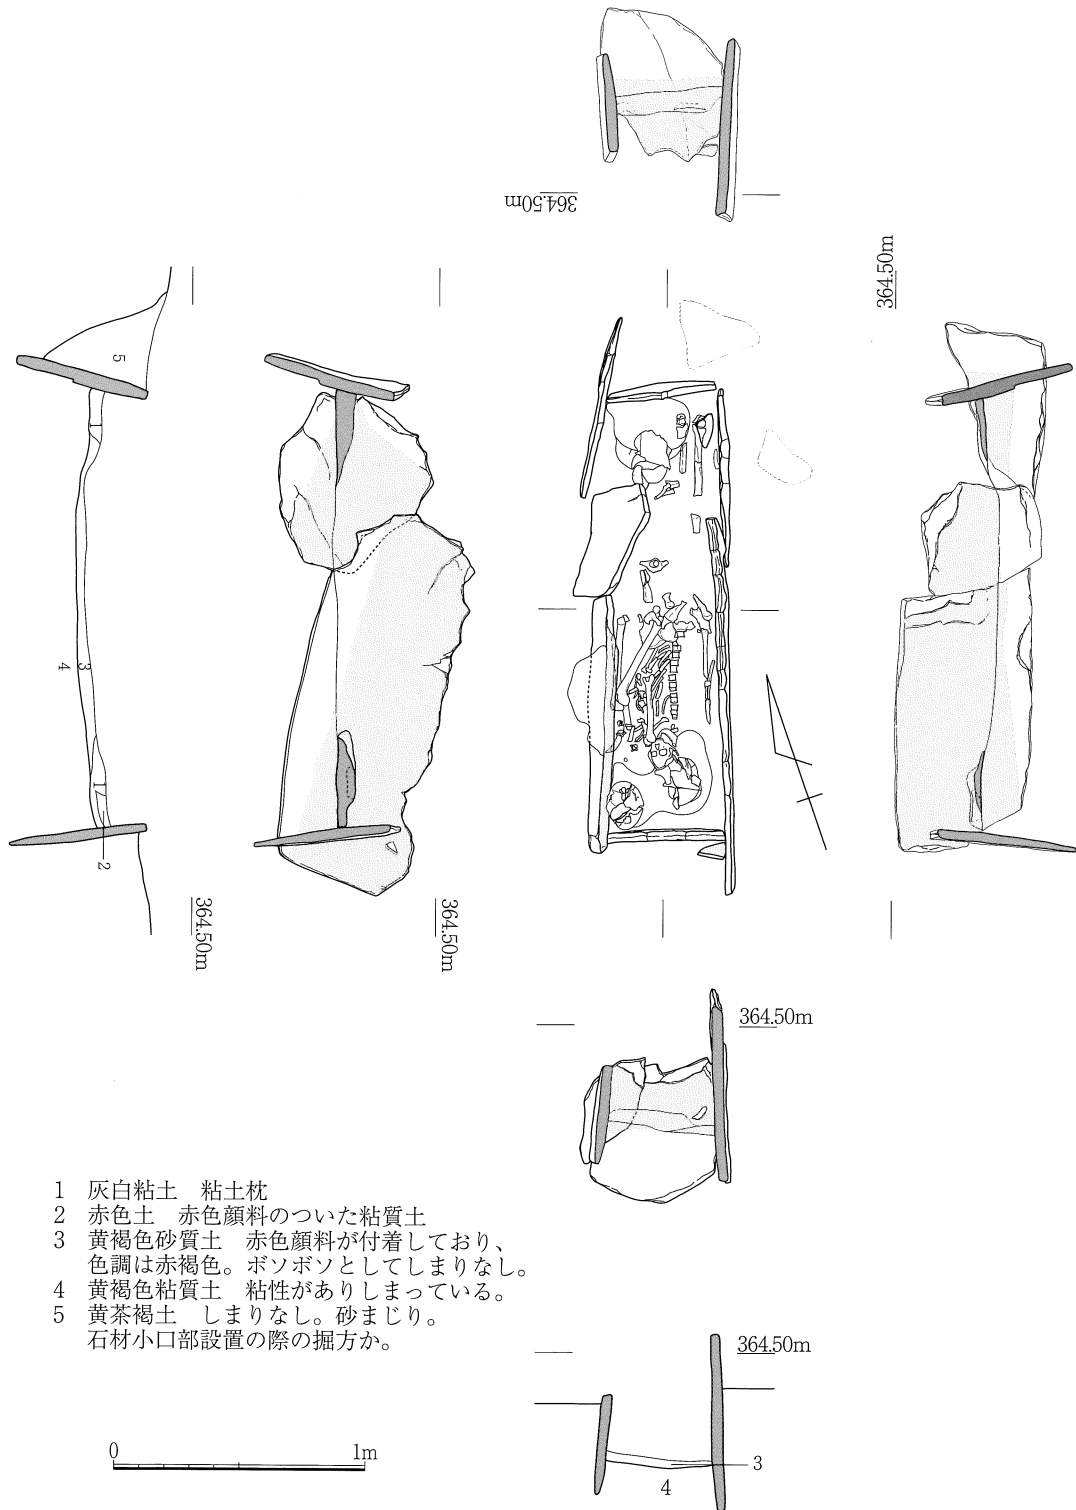 364.50m
364.50m
5
4
3
1
2
364.50m
364.50m
364.50m
1 灰白粘土 粘土枕
2 赤色土 赤色顔料のついた粘質土
3 黄褐色砂質土 赤色顔料が付着しており、
色調は赤褐色。ボソボソとしてしまりなし。
4 黄褐色粘質土 粘性がありしまっている。
5 黄茶褐土 しまりなし。砂まじり。
石材小口部設置の際の掘方か。
364.50m
3
4
0 1m